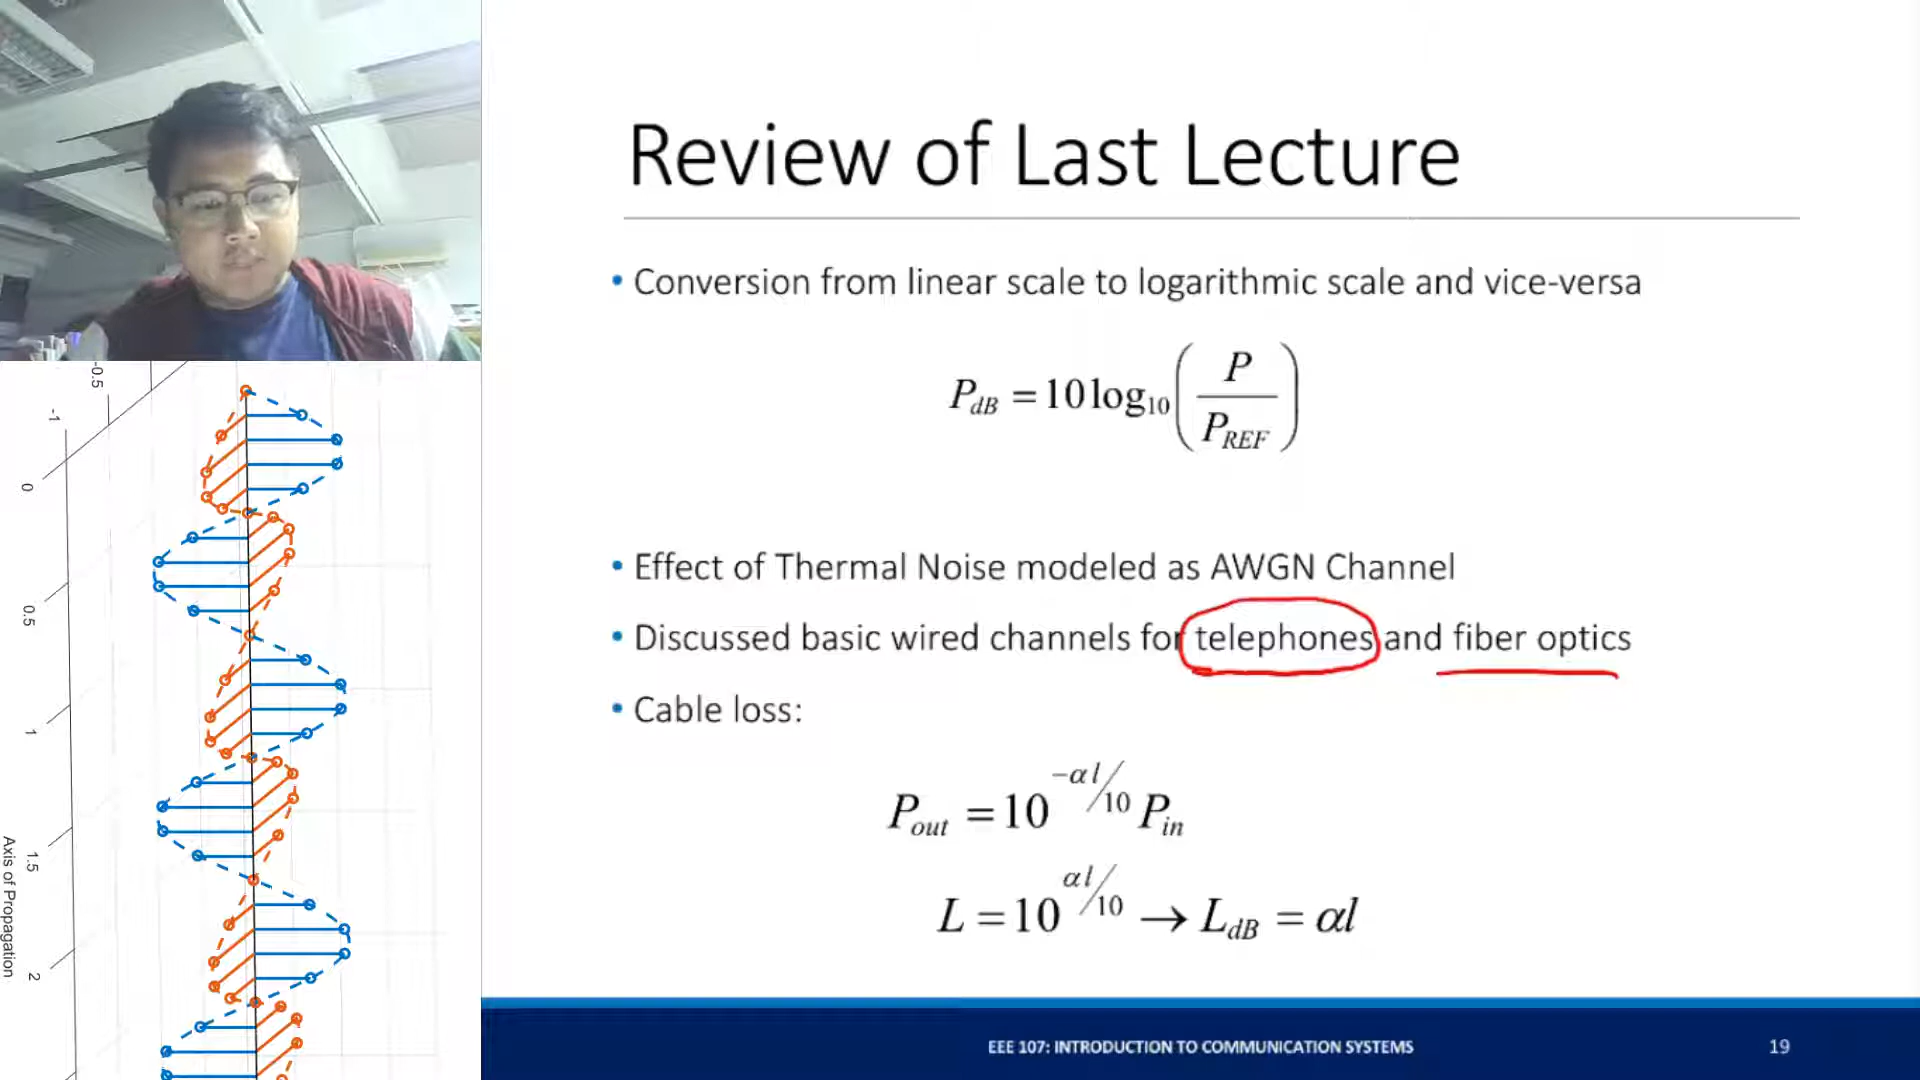 Review of Last Lecture
• Conversion from linear scale to logarithmic scale and vice-versa
P_dB = 10 log₁₀ (P / P_REF)
• Effect of Thermal Noise modeled as AWGN Channel
• Discussed basic wired channels for telephones and fiber optics
• Cable loss:
P_out = 10^(-αl/10) P_in
L = 10^(αl/10) → L_dB = αl
EEE 107: INTRODUCTION TO COMMUNICATION SYSTEMS
19
-0.5
-1
0
0.5
1
1.5
2
Axis of Propagation